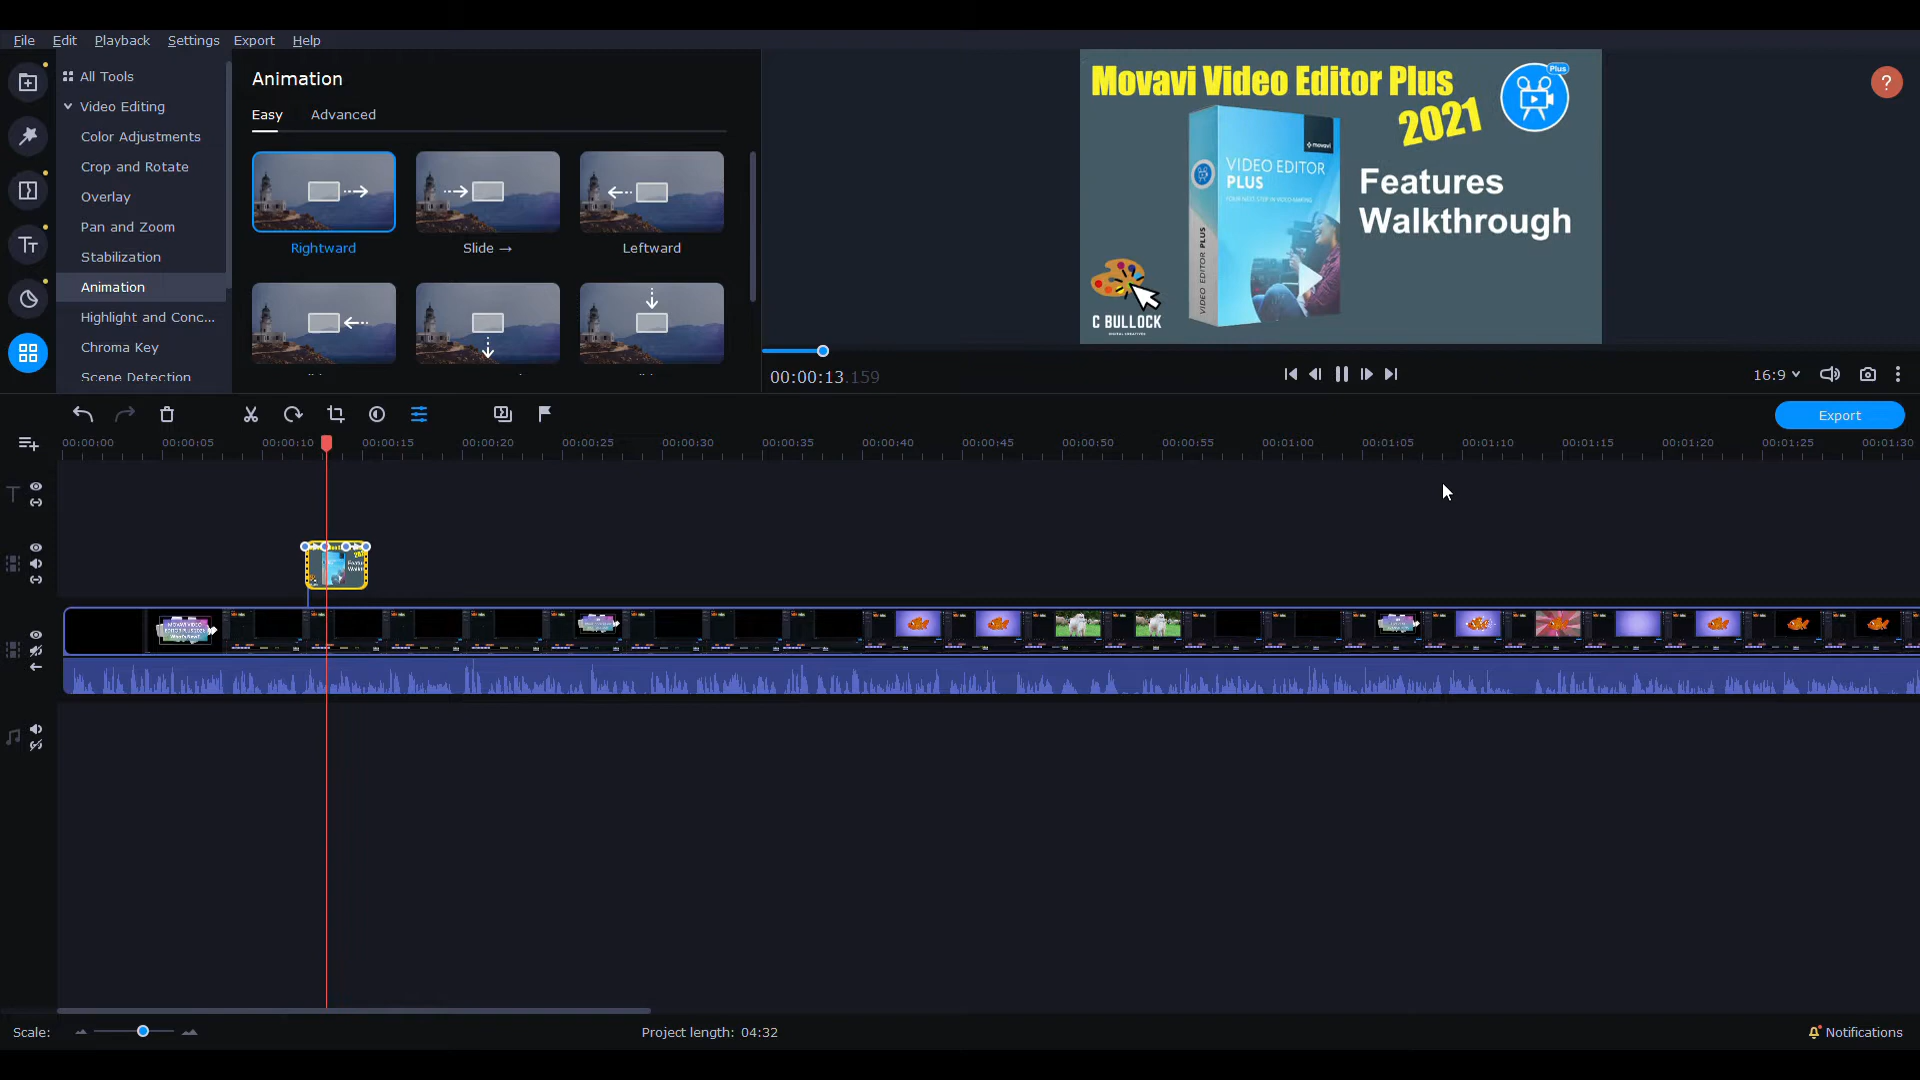 File Edit Playback Settings Export Help
All Tools
Video Editing
Color Adjustments
Crop and Rotate
Overlay
Pan and Zoom
Stabilization
Animation
Highlight and Conc...
Chroma Key
Scene Detection
Animation
Easy Advanced
Rightward Slide → Leftward
Movavi Video Editor Plus
2021
Plus
movavi
VIDEO EDITOR
PLUS
VIDEO EDITOR PLUS
Features
Walkthrough
C BULLOCK
DIGITAL CREATIVES
?
00:00:13.159
16:9
Export
00:00:00 00:00:05 00:00:10 00:00:15 00:00:20 00:00:25 00:00:30 00:00:35 00:00:40 00:00:45 00:00:50 00:00:55 00:01:00 00:01:05 00:01:10 00:01:15 00:01:20 00:01:25 00:01:30
Scale:
Project length: 04:32
Notifications